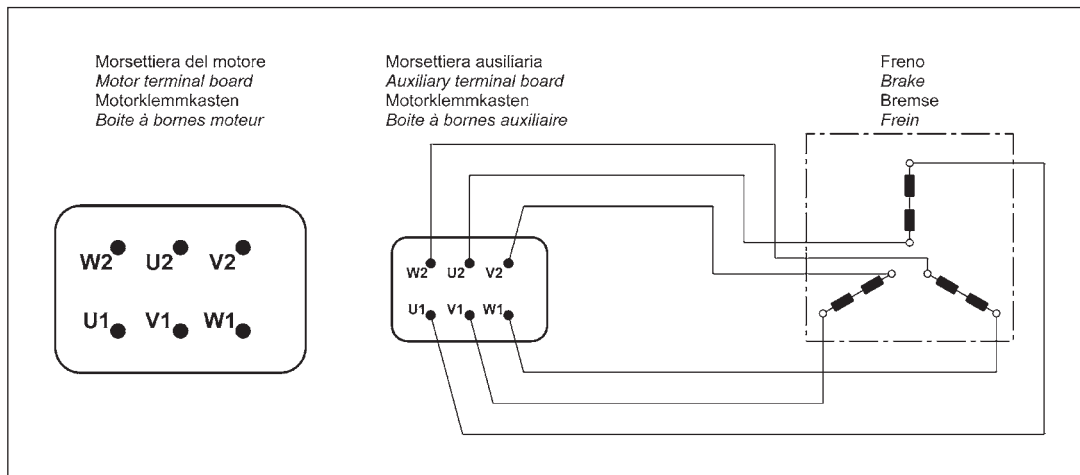 Morsettiera del motore
Motor terminal board
Motorklemmkasten
Boite à bornes moteur
Morsettiera ausiliaria
Auxiliary terminal board
Motorklemmkasten
Boite à bornes auxiliaire
Freno
Brake
Bremse
Frein
W2 U2 V2
U1 V1 W1
W2 U2 V2
U1 V1 W1